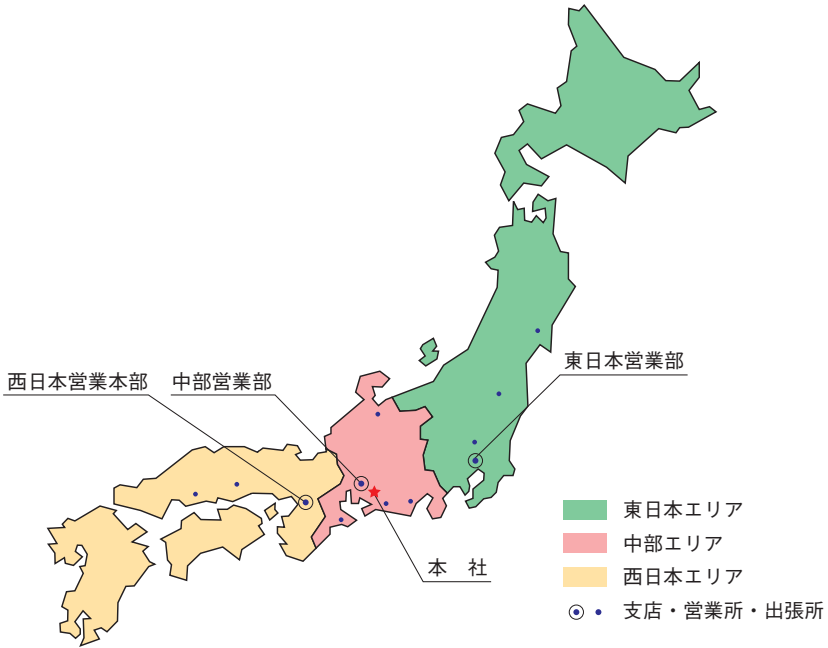 東日本営業部
西日本営業本部
中部営業部
本　社
東日本エリア
中部エリア
西日本エリア
支店・営業所・出張所